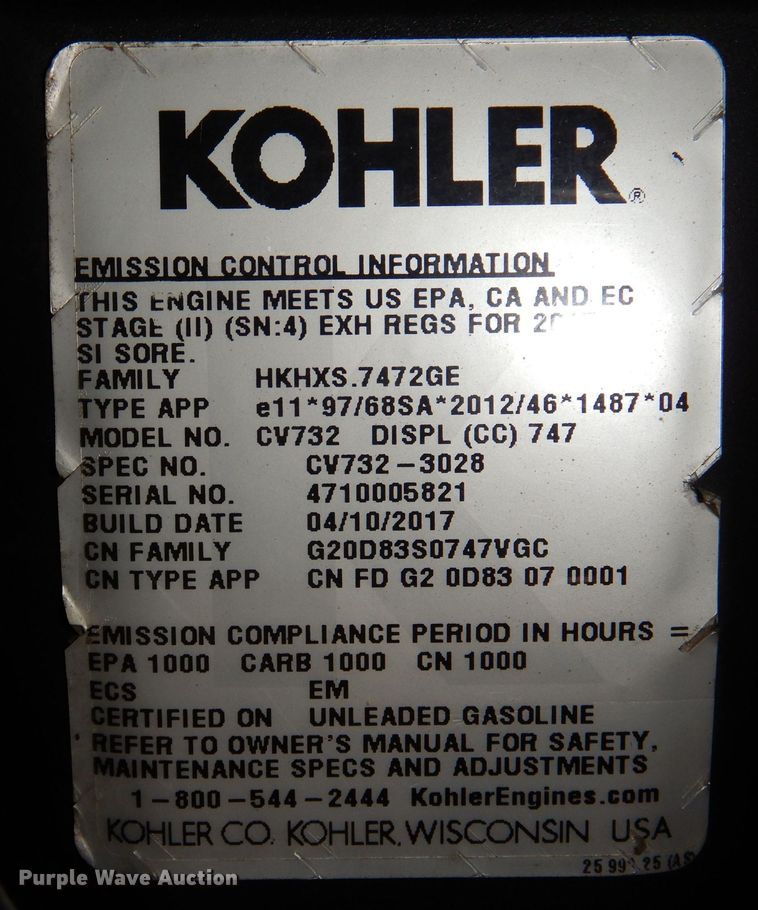 KOHLER®
EMISSION CONTROL INFORMATION
THIS ENGINE MEETS US EPA, CA AND EC
STAGE (II) (SN:4) EXH REGS FOR
SI SORE.
FAMILY HKHXS.7472GE
TYPE APP e11*97/68SA*2012/46*1487*04
MODEL NO. CV732 DISPL (CC) 747
SPEC NO. CV732-3028
SERIAL NO. 4710005821
BUILD DATE 04/10/2017
CN FAMILY G20D83S0747VGC
CN TYPE APP CN FD G2 0D83 07 0001
EMISSION COMPLIANCE PERIOD IN HOURS =
EPA 1000 CARB 1000 CN 1000
ECS EM
CERTIFIED ON UNLEADED GASOLINE
REFER TO OWNER'S MANUAL FOR SAFETY,
MAINTENANCE SPECS AND ADJUSTMENTS
1-800-544-2444 KohlerEngines.com
KOHLER CO. KOHLER, WISCONSIN USA
25 25
Purple Wave Auction